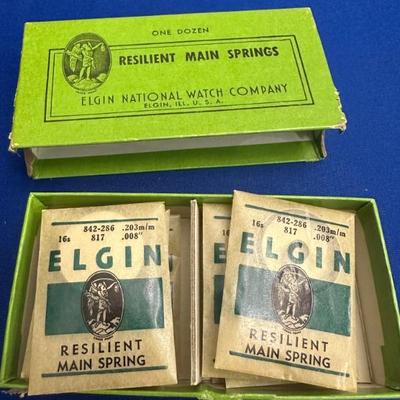 ONE DOZEN
RESILIENT MAIN SPRINGS
ELGIN NATIONAL WATCH COMPANY
ELGIN, ILL. U. S. A.
16s 842-286 .203m/m
817 .008"
ELGIN
RESILIENT
MAIN SPRING
16s 842-286 .203m/m
817 .008"
ELGIN
RESILIENT
MAIN SPRING